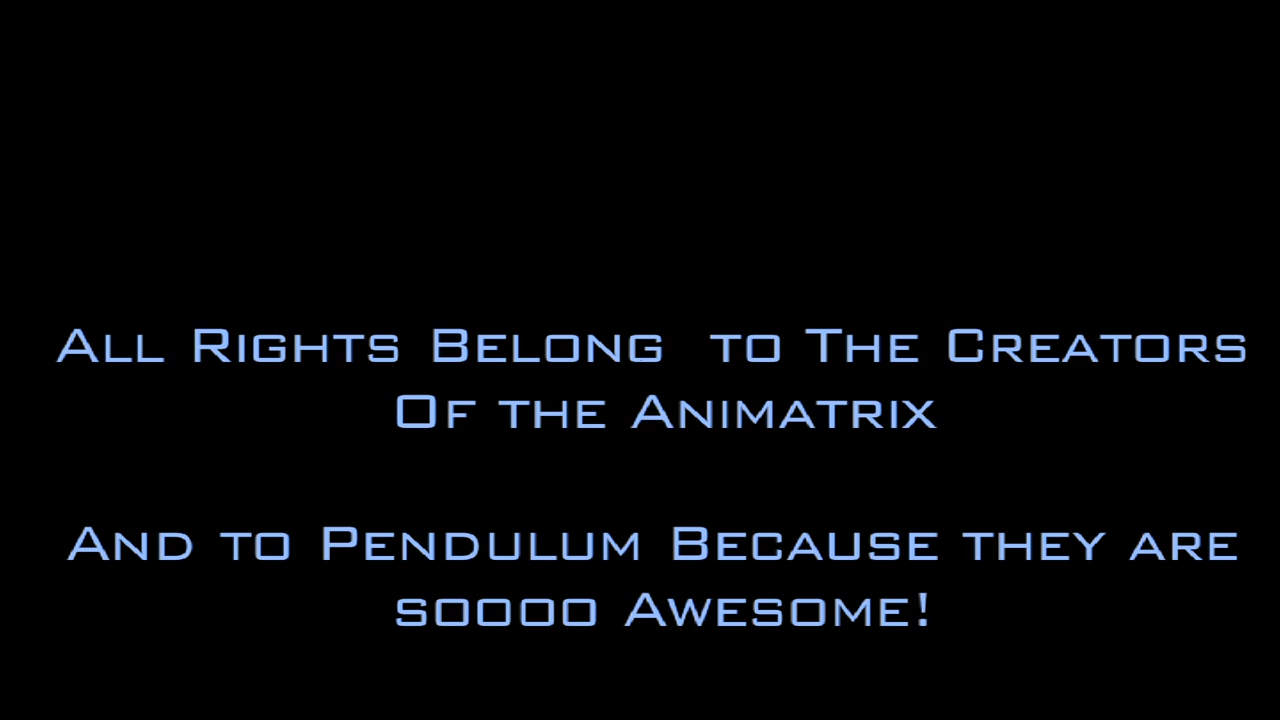 All Rights Belong to The Creators
Of the Animatrix
And to Pendulum Because they are
soooo Awesome!